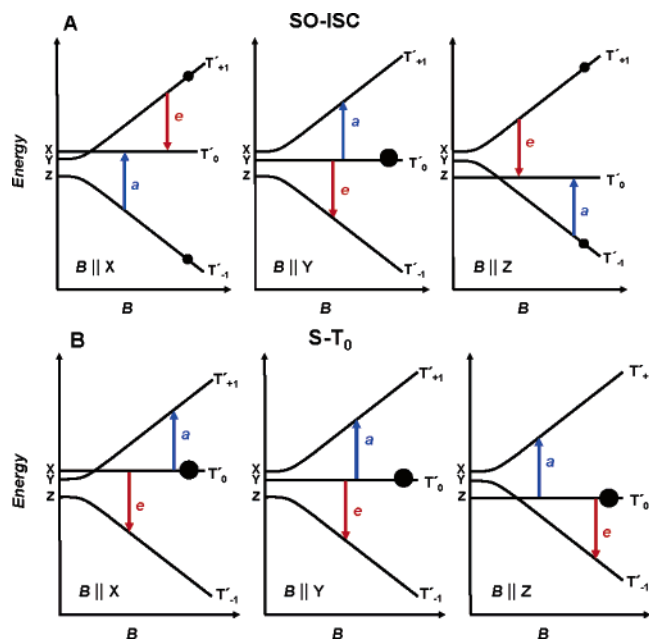 A
SO-ISC
Energy
X
Y
Z
T´+1
e
T´0
a
T´-1
B || X
B
X
Y
Z
T´+1
a
T´0
e
T´-1
B || Y
B
X
Y
Z
T´+1
e
T´0
a
T´-1
B || Z
B
B
S-T0
Energy
X
Y
Z
T´+1
a
T´0
e
T´-1
B || X
B
X
Y
Z
T´+1
a
T´0
e
T´-1
B || Y
B
X
Y
Z
T´+
a
T´0
e
T´-1
B || Z
B